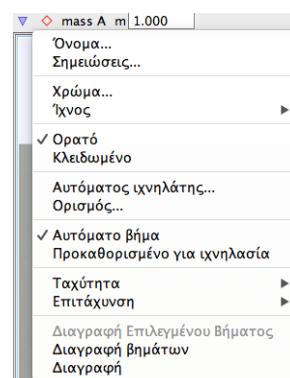 mass A m 1.000
Όνομα...
Σημειώσεις...
Χρώμα...
Ίχνος
Ορατό
Κλειδωμένο
Αυτόματος ιχνηλάτης...
Ορισμός...
Αυτόματο βήμα
Προκαθορισμένο για ιχνηλασία
Ταχύτητα
Επιτάχυνση
Διαγραφή Επιλεγμένου Βήματος
Διαγραφή βημάτων
Διαγραφή